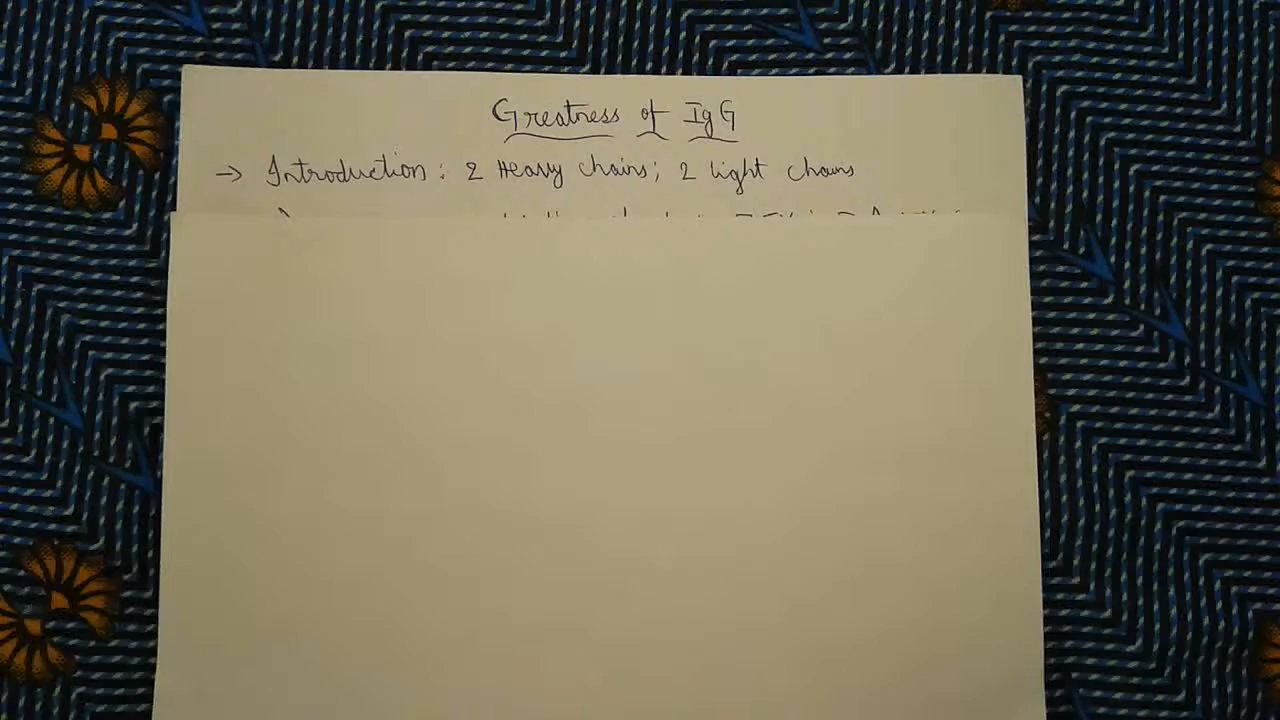 Greatness of IgG
→ Introduction: 2 Heavy chains; 2 light chains